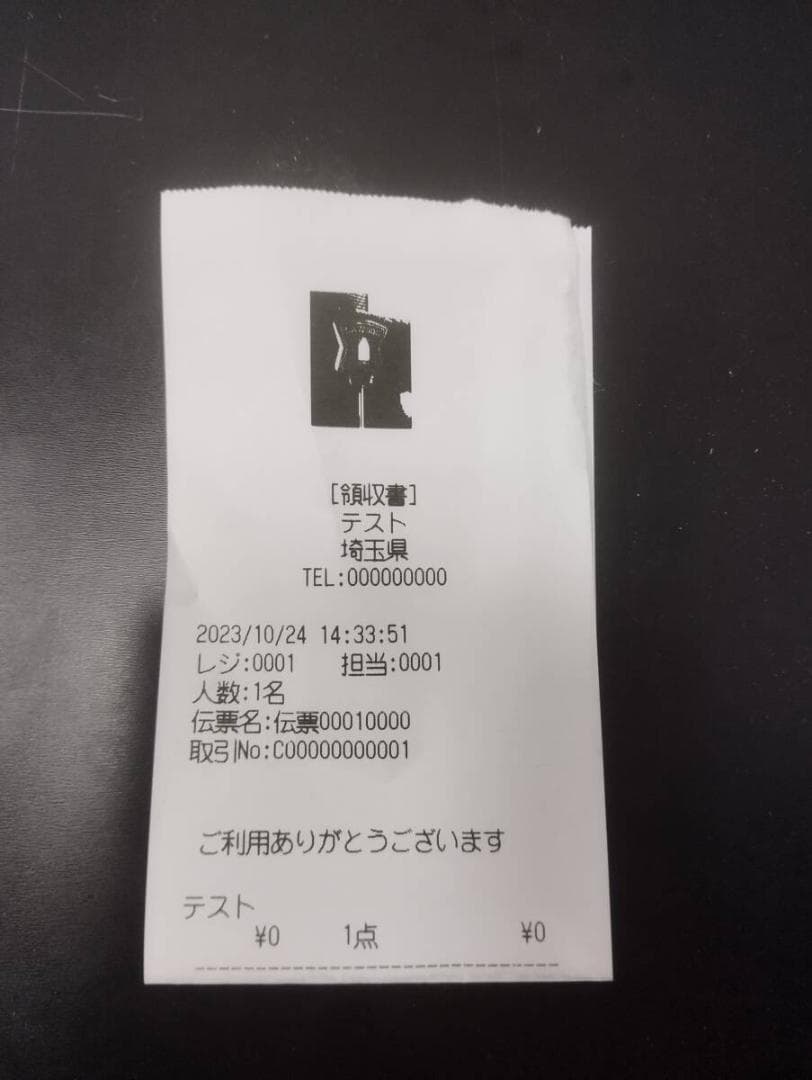 [領収書]
テスト
埼玉県
TEL:000000000
2023/10/24 14:33:51
レジ:0001 担当:0001
人数:1名
伝票名:伝票00010000
取引No:C00000000001
ご利用ありがとうございます
テスト
¥0 1点 ¥0